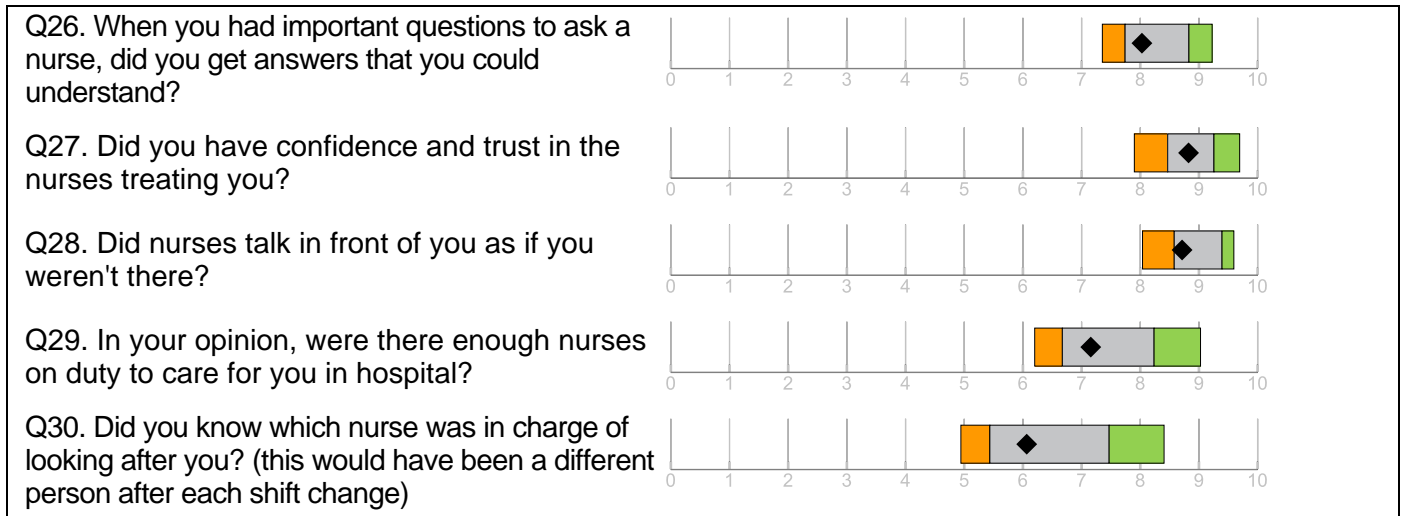 Q26. When you had important questions to ask a
nurse, did you get answers that you could
understand?
0 1 2 3 4 5 6 7 8 9 10
Q27. Did you have confidence and trust in the
nurses treating you?
0 1 2 3 4 5 6 7 8 9 10
Q28. Did nurses talk in front of you as if you
weren't there?
0 1 2 3 4 5 6 7 8 9 10
Q29. In your opinion, were there enough nurses
on duty to care for you in hospital?
0 1 2 3 4 5 6 7 8 9 10
Q30. Did you know which nurse was in charge of
looking after you? (this would have been a different
person after each shift change)
0 1 2 3 4 5 6 7 8 9 10